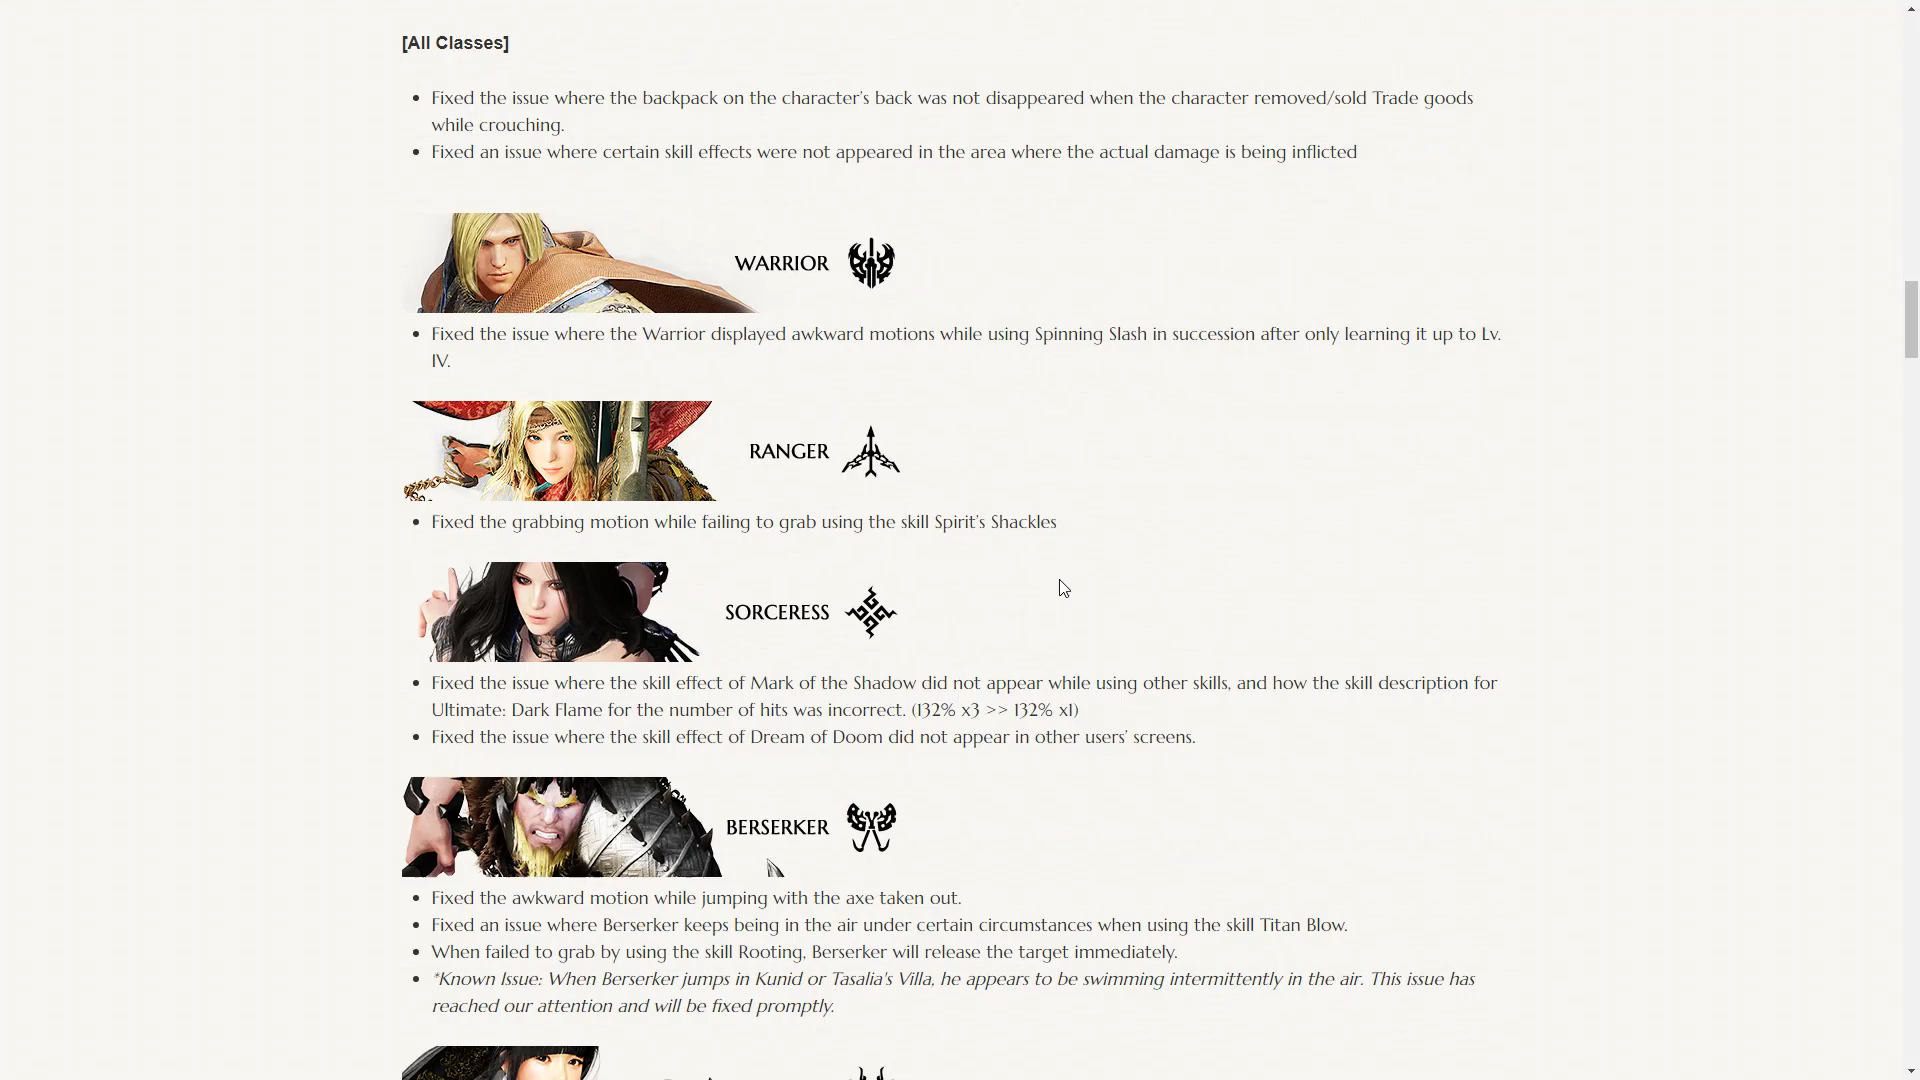 [All Classes]
Fixed the issue where the backpack on the character's back was not disappeared when the character removed/sold Trade goods
while crouching.
Fixed an issue where certain skill effects were not appeared in the area where the actual damage is being inflicted
WARRIOR
Fixed the issue where the Warrior displayed awkward motions while using Spinning Slash in succession after only learning it up to Lv.
IV.
RANGER
Fixed the grabbing motion while failing to grab using the skill Spirit's Shackles
SORCERESS
Fixed the issue where the skill effect of Mark of the Shadow did not appear while using other skills, and how the skill description for
Ultimate: Dark Flame for the number of hits was incorrect. (132% x3 >> 132% x1)
Fixed the issue where the skill effect of Dream of Doom did not appear in other users' screens.
BERSERKER
Fixed the awkward motion while jumping with the axe taken out.
Fixed an issue where Berserker keeps being in the air under certain circumstances when using the skill Titan Blow.
When failed to grab by using the skill Rooting, Berserker will release the target immediately.
*Known Issue: When Berserker jumps in Kunid or Tasalia's Villa, he appears to be swimming intermittently in the air. This issue has
reached our attention and will be fixed promptly.